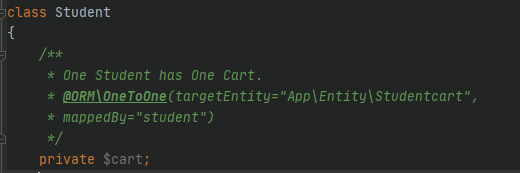 class Student
{
/**
* One Student has One Cart.
* @ORM\OneToOne(targetEntity="App\Entity\Studentcart",
* mappedBy="student")
*/
private $cart;